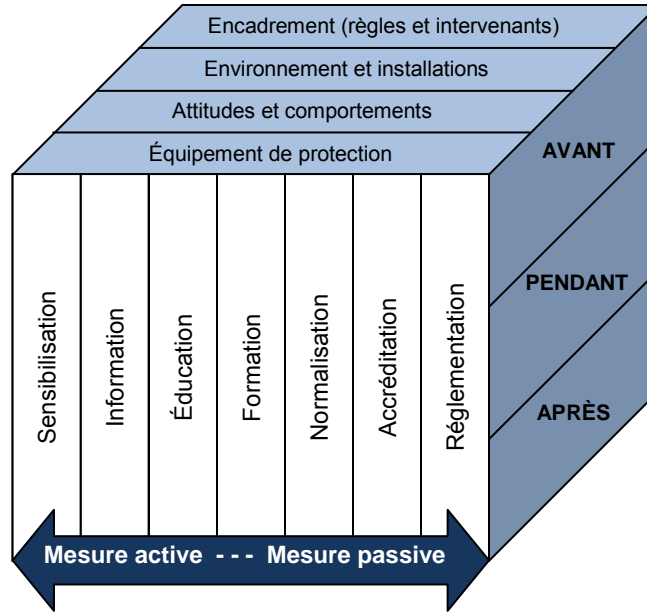 Encadrement (règles et intervenants)
Environnement et installations
Attitudes et comportements
Équipement de protection
AVANT
PENDANT
APRÈS
Sensibilisation
Information
Éducation
Formation
Normalisation
Accréditation
Réglementation
Mesure active - - - Mesure passive